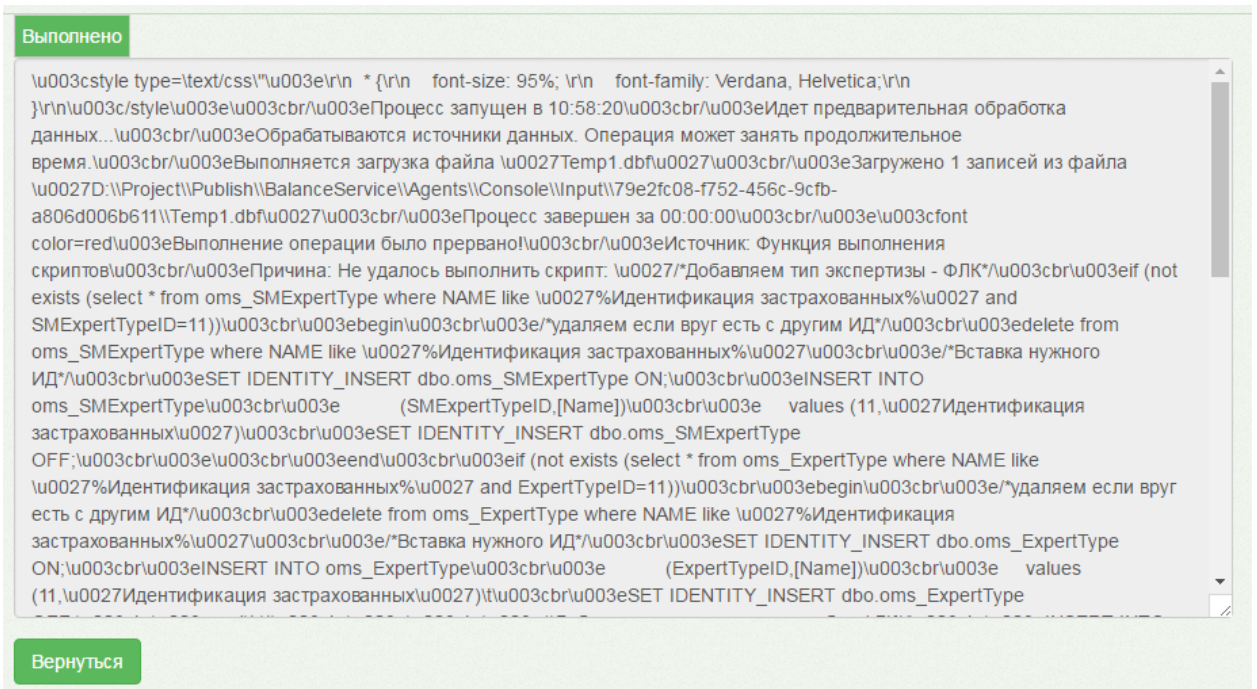 Выполнено
\u003cstyle type=\text/css\"\u003e\r\n * {\r\n font-size: 95%; \r\n font-family: Verdana, Helvetica;\r\n
}\r\n\u003c/style\u003e\u003cbr/\u003eПроцесс запущен в 10:58:20\u003cbr/\u003eИдет предварительная обработка
данных...\u003cbr/\u003eОбрабатываются источники данных. Операция может занять продолжительное
время.\u003cbr/\u003eВыполняется загрузка файла \u0027Temp1.dbf\u0027\u003cbr/\u003eЗагружено 1 записей из файла
\u0027D:\\Project\\Publish\\BalanceService\\Agents\\Console\\Input\\79e2fc08-f752-456c-9cfb-
a806d006b611\\Temp1.dbf\u0027\u003cbr/\u003eПроцесс завершен за 00:00:00\u003cbr/\u003e\u003cfont
color=red\u003eВыполнение операции было прервано!\u003cbr/\u003eИсточник: Функция выполнения
скриптов\u003cbr/\u003eПричина: Не удалось выполнить скрипт: \u0027/*Добавляем тип экспертизы - ФЛК*/\u003cbr\u003eif (not
exists (select * from oms_SMExpertType where NAME like \u0027%Идентификация застрахованных%\u0027 and
SMExpertTypeID=11))\u003cbr\u003ebegin\u003cbr\u003e/*удаляем если вруг есть с другим ИД*/\u003cbr\u003edelete from
oms_SMExpertType where NAME like \u0027%Идентификация застрахованных%\u0027\u003cbr\u003e/*Вставка нужного
ИД*/\u003cbr\u003eSET IDENTITY_INSERT dbo.oms_SMExpertType ON;\u003cbr\u003eINSERT INTO
oms_SMExpertType\u003cbr\u003e (SMExpertTypeID,[Name])\u003cbr\u003e values (11,\u0027Идентификация
застрахованных\u0027)\u003cbr\u003eSET IDENTITY_INSERT dbo.oms_SMExpertType
OFF;\u003cbr\u003e\u003cbr\u003eend\u003cbr\u003eif (not exists (select * from oms_ExpertType where NAME like
\u0027%Идентификация застрахованных%\u0027 and ExpertTypeID=11))\u003cbr\u003ebegin\u003cbr\u003e/*удаляем если вруг
есть с другим ИД*/\u003cbr\u003edelete from oms_ExpertType where NAME like \u0027%Идентификация
застрахованных%\u0027\u003cbr\u003e/*Вставка нужного ИД*/\u003cbr\u003eSET IDENTITY_INSERT dbo.oms_ExpertType
ON;\u003cbr\u003eINSERT INTO oms_ExpertType\u003cbr\u003e (ExpertTypeID,[Name])\u003cbr\u003e values
(11,\u0027Идентификация застрахованных\u0027)\t\u003cbr\u003eSET IDENTITY_INSERT dbo.oms_ExpertType
Вернуться